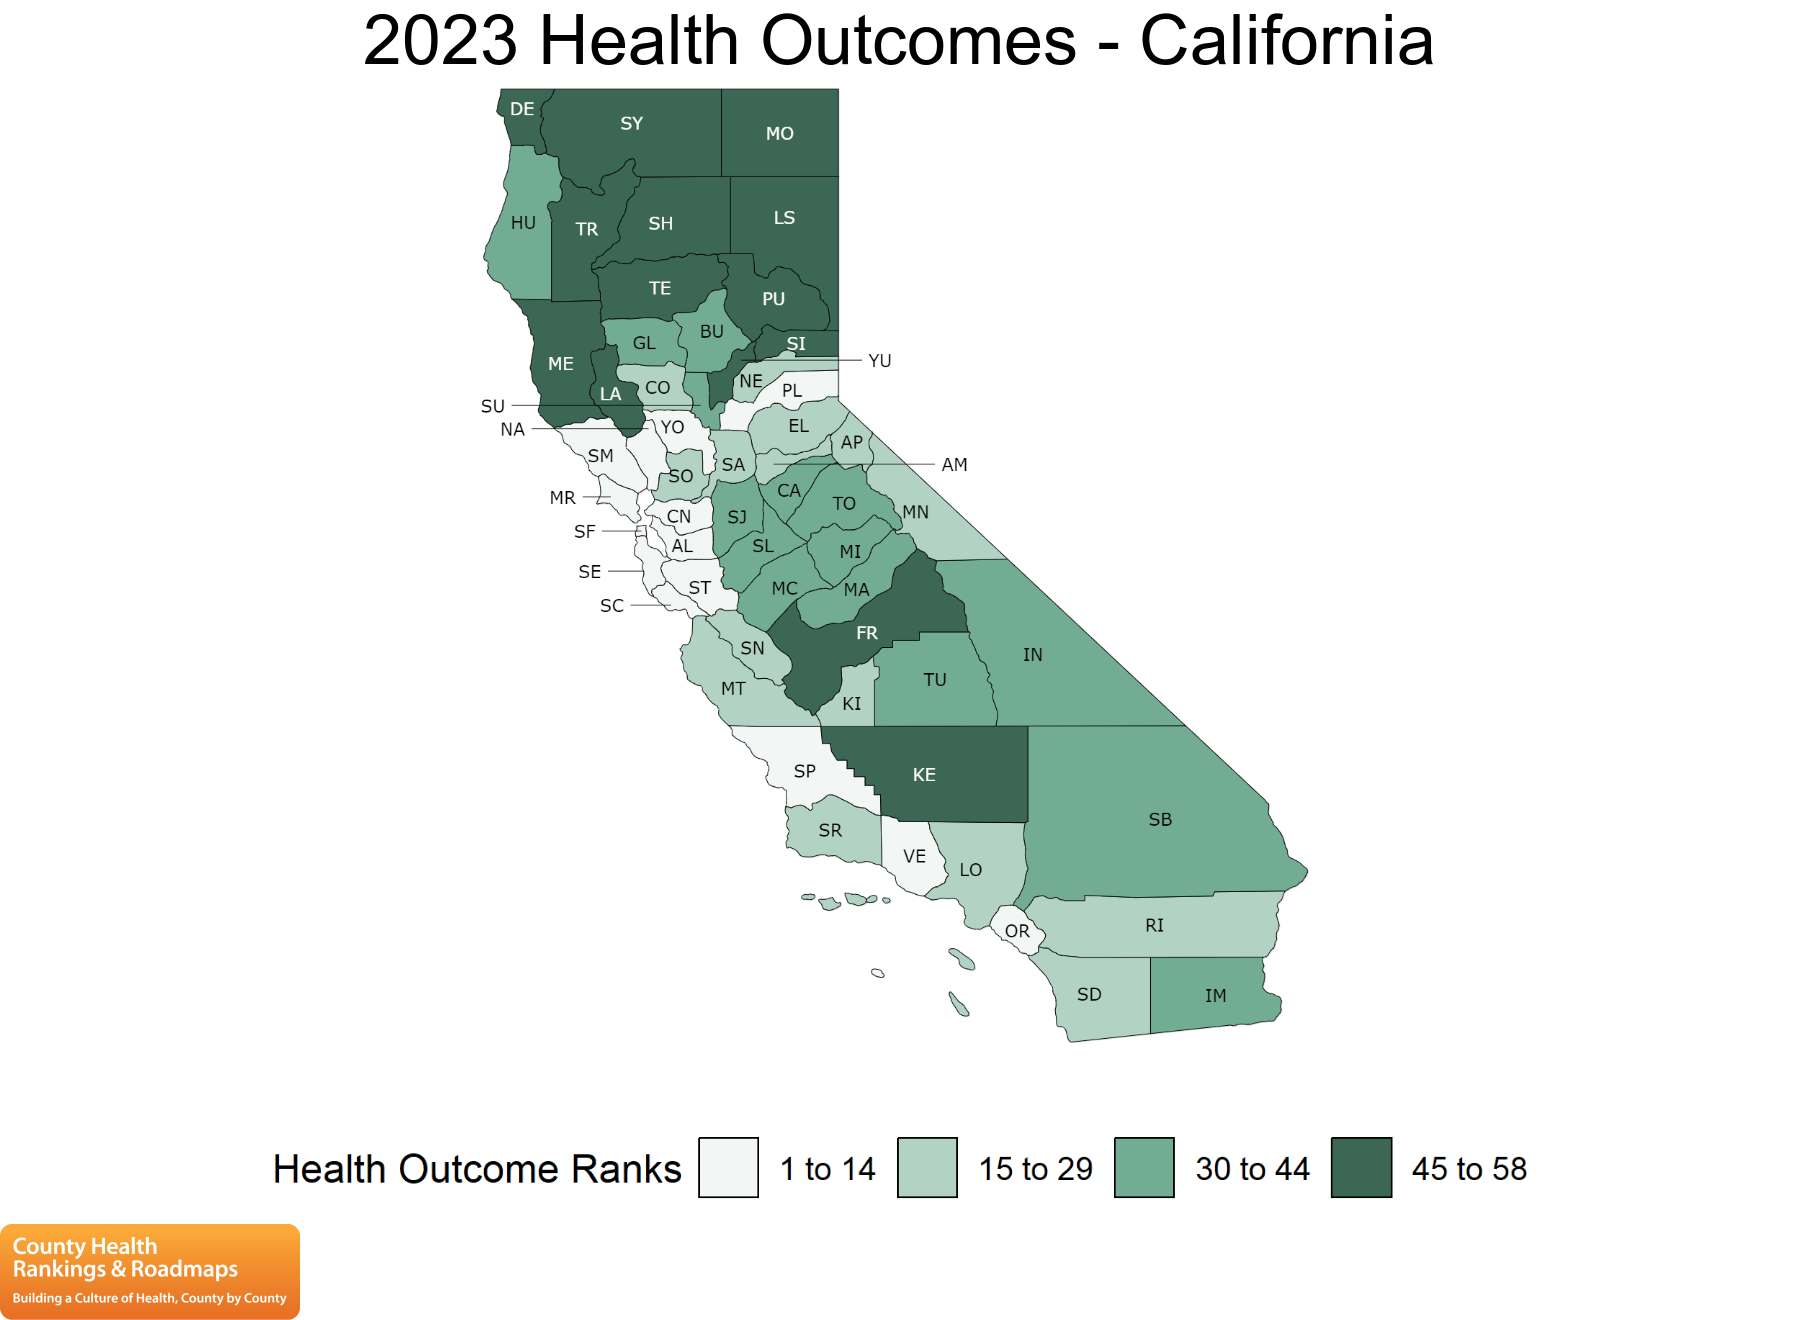 2023 Health Outcomes - California
DE
SY
MO
HU
TR
SH
LS
TE
PU
BU
GL
SI
ME
YU
NE
CO
PL
LA
SU
EL
NA
YO
AP
SM
SA
AM
SO
CA
MR
TO
MN
CN
SJ
SF
AL
SL
MI
SE
ST
MC
MA
SC
FR
SN
IN
TU
MT
KI
SP
KE
SB
SR
VE
LO
RI
OR
SD
IM
Health Outcome Ranks 1 to 14 15 to 29 30 to 44 45 to 58
County Health
Rankings & Roadmaps
Building a Culture of Health, County by County